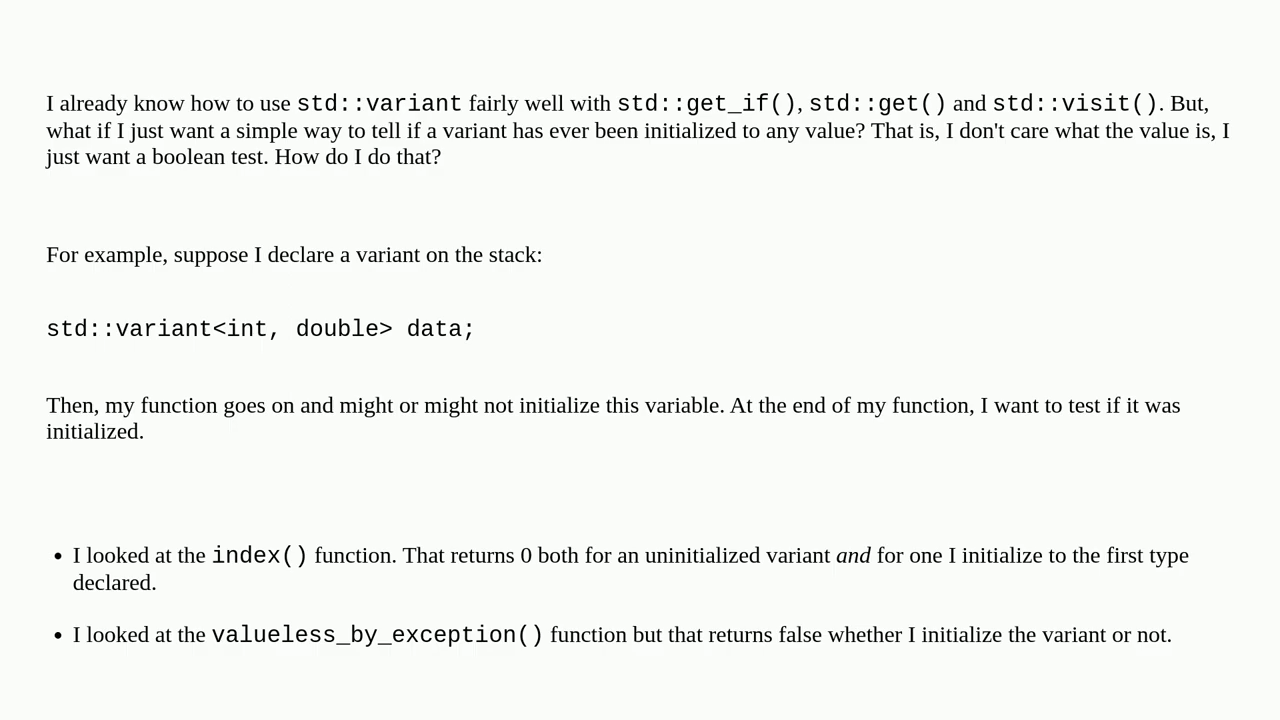 I already know how to use std::variant fairly well with std::get_if(), std::get() and std::visit(). But,
what if I just want a simple way to tell if a variant has ever been initialized to any value? That is, I don't care what the value is, I
just want a boolean test. How do I do that?
For example, suppose I declare a variant on the stack:
std::variant<int, double> data;
Then, my function goes on and might or might not initialize this variable. At the end of my function, I want to test if it was
initialized.
• I looked at the index() function. That returns 0 both for an uninitialized variant and for one I initialize to the first type
declared.
• I looked at the valueless_by_exception() function but that returns false whether I initialize the variant or not.